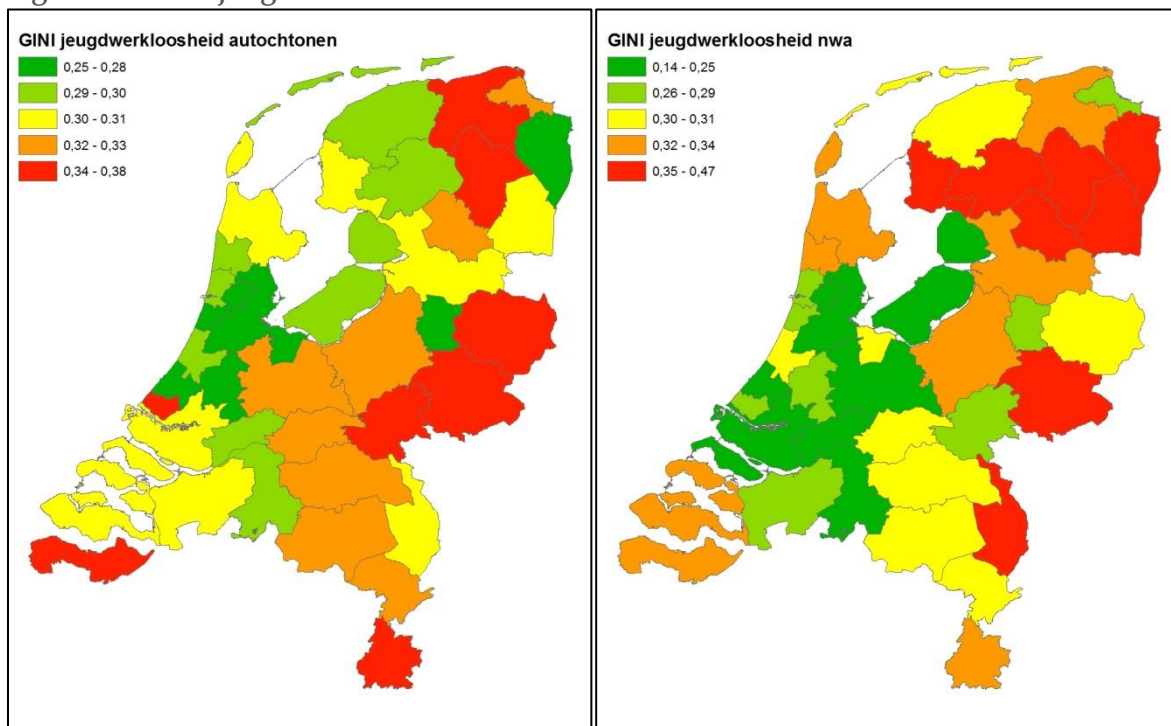 GINI jeugdwerkloosheid autochtonen
0,25 - 0,28
0,29 - 0,30
0,30 - 0,31
0,32 - 0,33
0,34 - 0,38
GINI jeugdwerkloosheid nwa
0,14 - 0,25
0,26 - 0,29
0,30 - 0,31
0,32 - 0,34
0,35 - 0,47